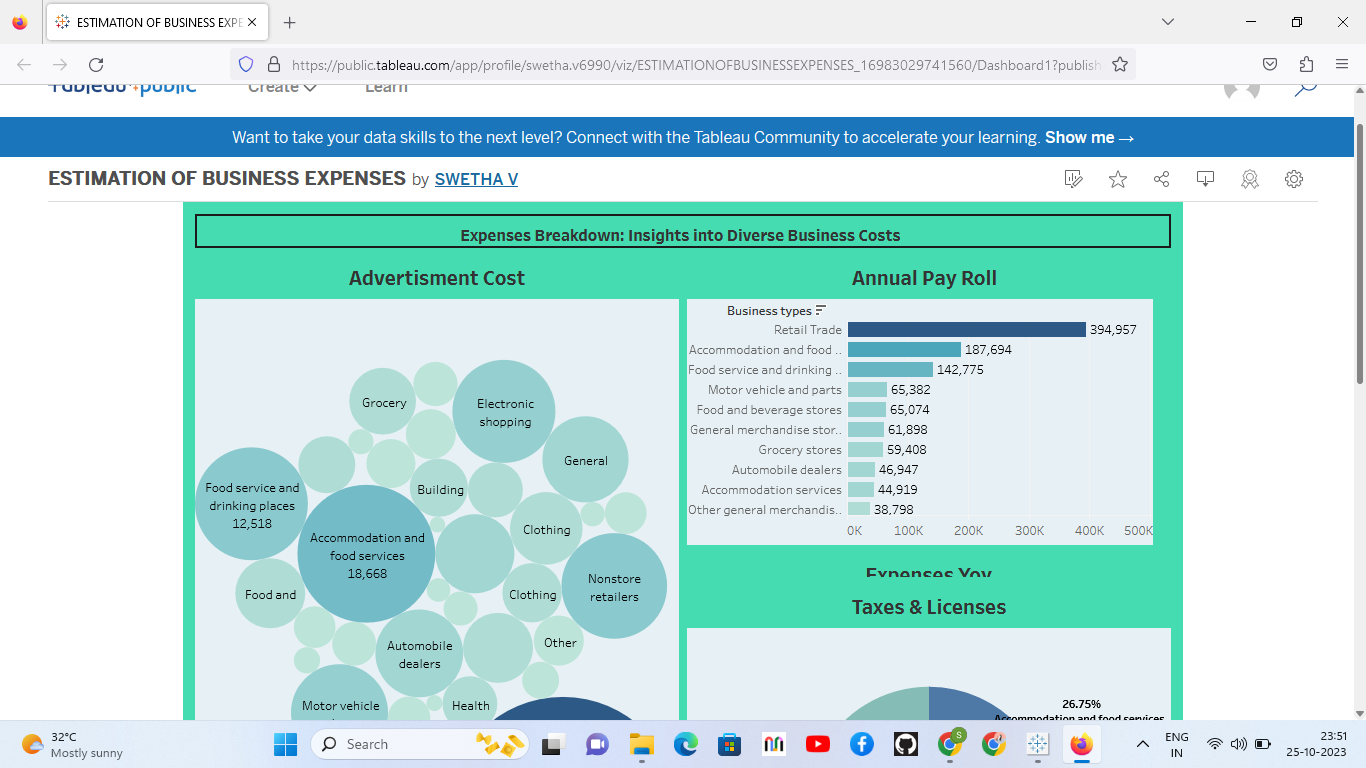 ESTIMATION OF BUSINESS EXPE
https://public.tableau.com/app/profile/swetha.v6990/viz/ESTIMATIONOFBUSINESSEXPENSES_16983029741560/Dashboard1?publish
+ableau+public
Create
Learn
Want to take your data skills to the next level? Connect with the Tableau Community to accelerate your learning. Show me →
ESTIMATION OF BUSINESS EXPENSES by SWETHA V
Expenses Breakdown: Insights into Diverse Business Costs
Advertisment Cost
Grocery
Electronic
shopping
General
Food service and
drinking places
12,518
Building
Accommodation and
food services
18,668
Clothing
Nonstore
retailers
Food and
Clothing
Automobile
dealers
Other
Motor vehicle
Health
Annual Pay Roll
Business types
Retail Trade 394,957
Accommodation and food .. 187,694
Food service and drinking .. 142,775
Motor vehicle and parts 65,382
Food and beverage stores 65,074
General merchandise stor.. 61,898
Grocery stores 59,408
Automobile dealers 46,947
Accommodation services 44,919
Other general merchandis.. 38,798
0K 100K 200K 300K 400K 500K
Expenses Yoy
Taxes & Licenses
26.75%
Accommodation and food services
32°C
Mostly sunny
Search
S
ENG
IN
23:51
25-10-2023